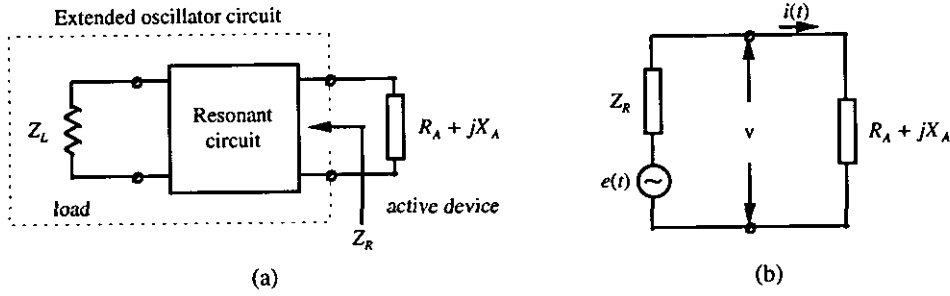 Extended oscillator circuit
Z_L
Resonant
circuit
R_A + jX_A
load
active device
Z_R
(a)
i(t)
Z_R
v
R_A + jX_A
e(t)
~
(b)